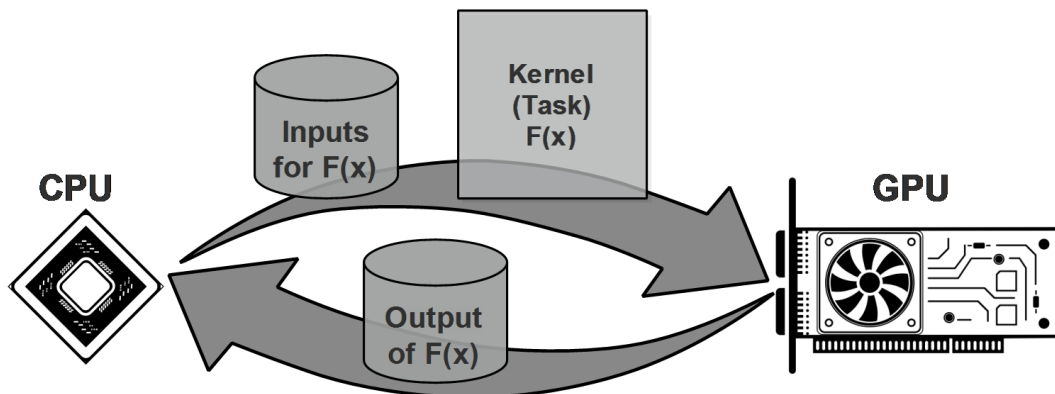 Kernel
(Task)
F(x)
Inputs
for F(x)
CPU
GPU
Output
of F(x)